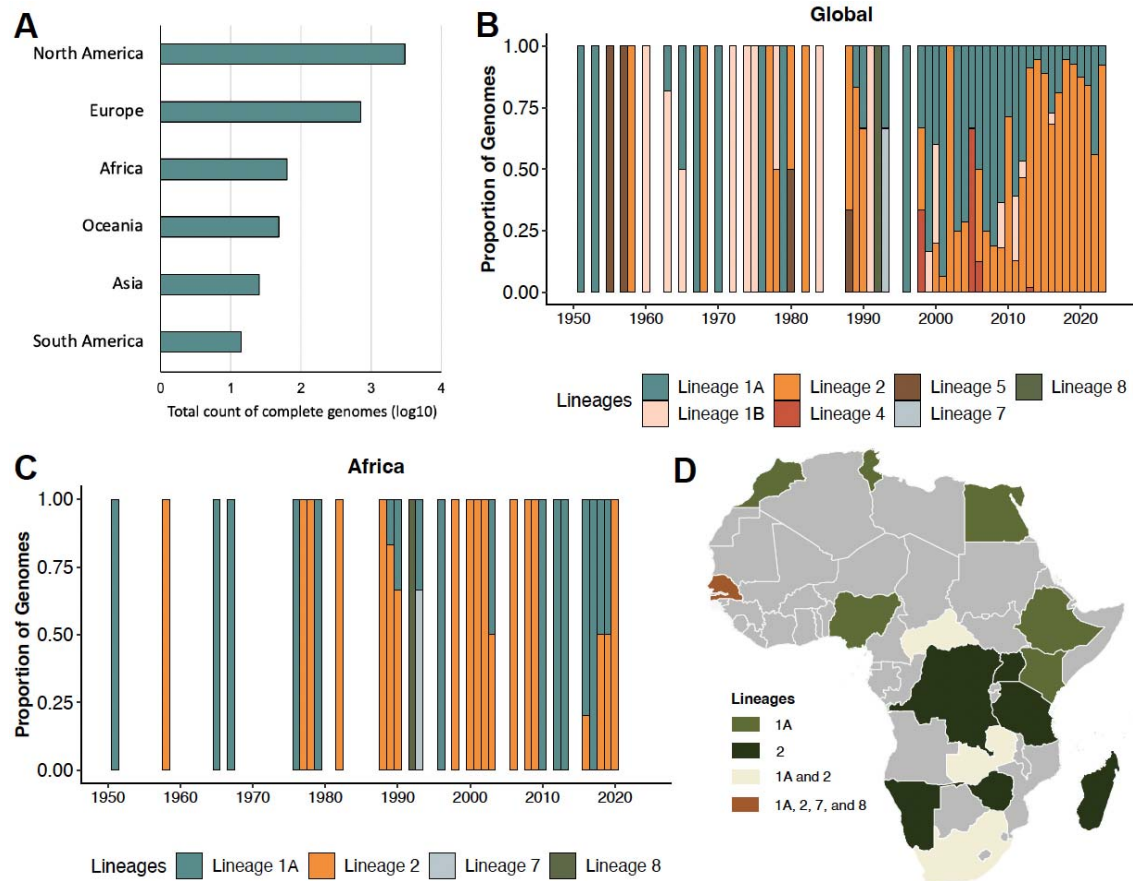 A
North America
Europe
Africa
Oceania
Asia
South America
0 1 2 3 4
Total count of complete genomes (log10)
B
Global
Proportion of Genomes
1.00
0.75
0.50
0.25
0.00
1950 1960 1970 1980 1990 2000 2010 2020
Lineages
Lineage 1A Lineage 2 Lineage 5 Lineage 8
Lineage 1B Lineage 4 Lineage 7
C
Africa
Proportion of Genomes
1.00
0.75
0.50
0.25
0.00
1950 1960 1970 1980 1990 2000 2010 2020
Lineages Lineage 1A Lineage 2 Lineage 7 Lineage 8
D
Lineages
1A
2
1A and 2
1A, 2, 7, and 8